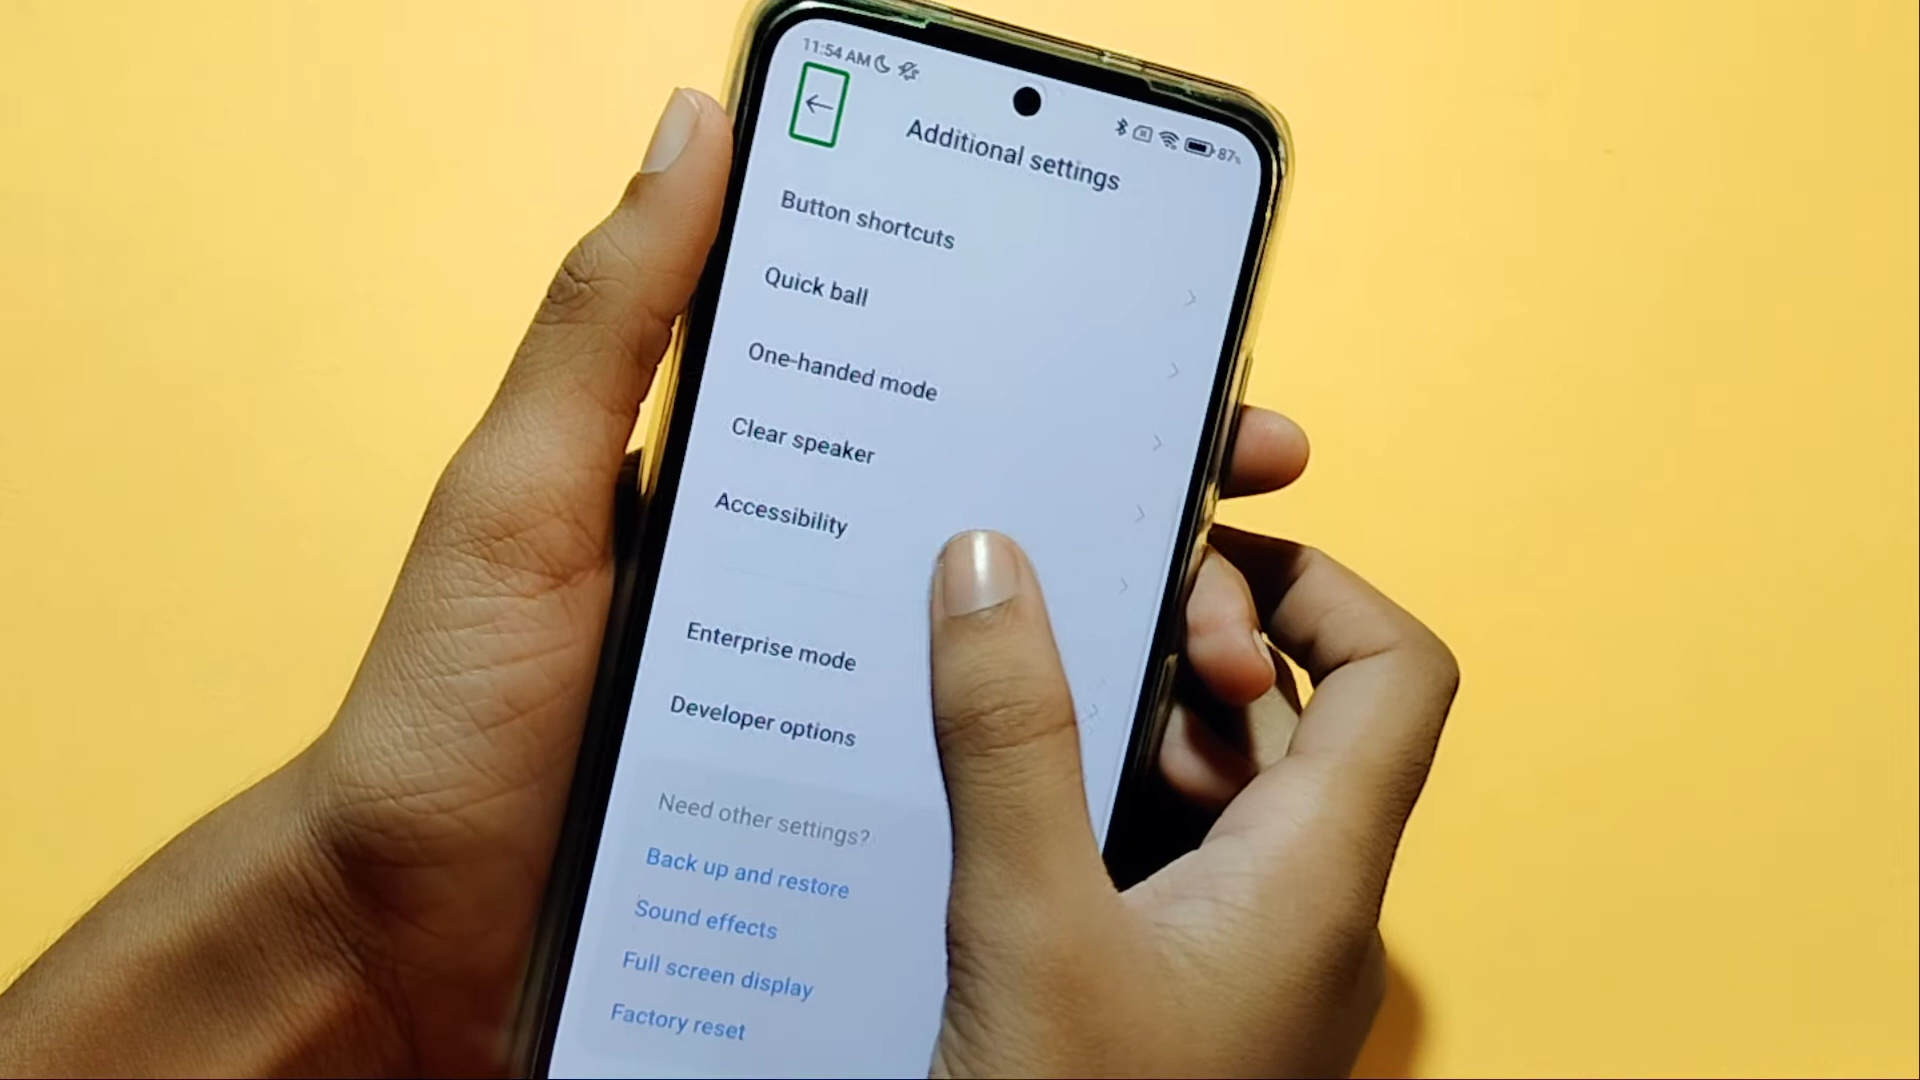 11:54 AM
87%
Additional settings
Button shortcuts
Quick ball
One-handed mode
Clear speaker
Accessibility
Enterprise mode
Developer options
Need other settings?
Back up and restore
Sound effects
Full screen display
Factory reset